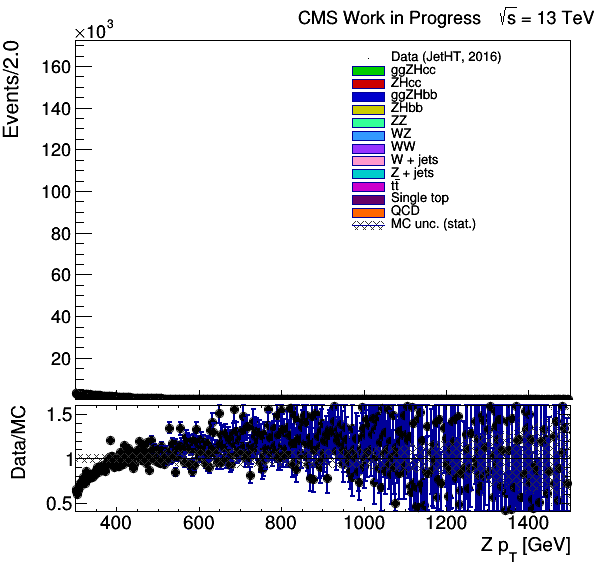 CMS Work in Progress √s = 13 TeV
×10³
Events/2.0
160
140
120
100
80
60
40
20
Data (JetHT, 2016)
ggZHcc
ZHcc
ggZHbb
ZHbb
ZZ
WZ
WW
W + jets
Z + jets
tt̄
Single top
QCD
MC unc. (stat.)
Data/MC
1.5
1
0.5
400 600 800 1000 1200 1400
Z p_T [GeV]